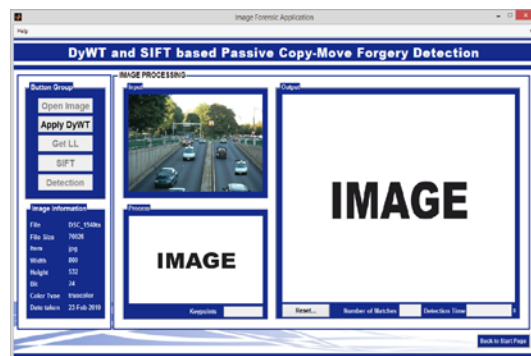 Image Forensic Application
Help
DyWT and SIFT based Passive Copy-Move Forgery Detection
IMAGE PROCESSING
Button Group
Open Image
Apply DyWT
Get LL
SIFT
Detection
Image Information
File DSC_1540tra
File Size 70026
Item jpg
Width 800
Height 532
Bit 24
Color Type truecolor
Date taken 23-Feb-2010
Input
Process
IMAGE
Keypoints
Output
IMAGE
Reset...
Number of Matches
Detection Time
s
Back to Start Page